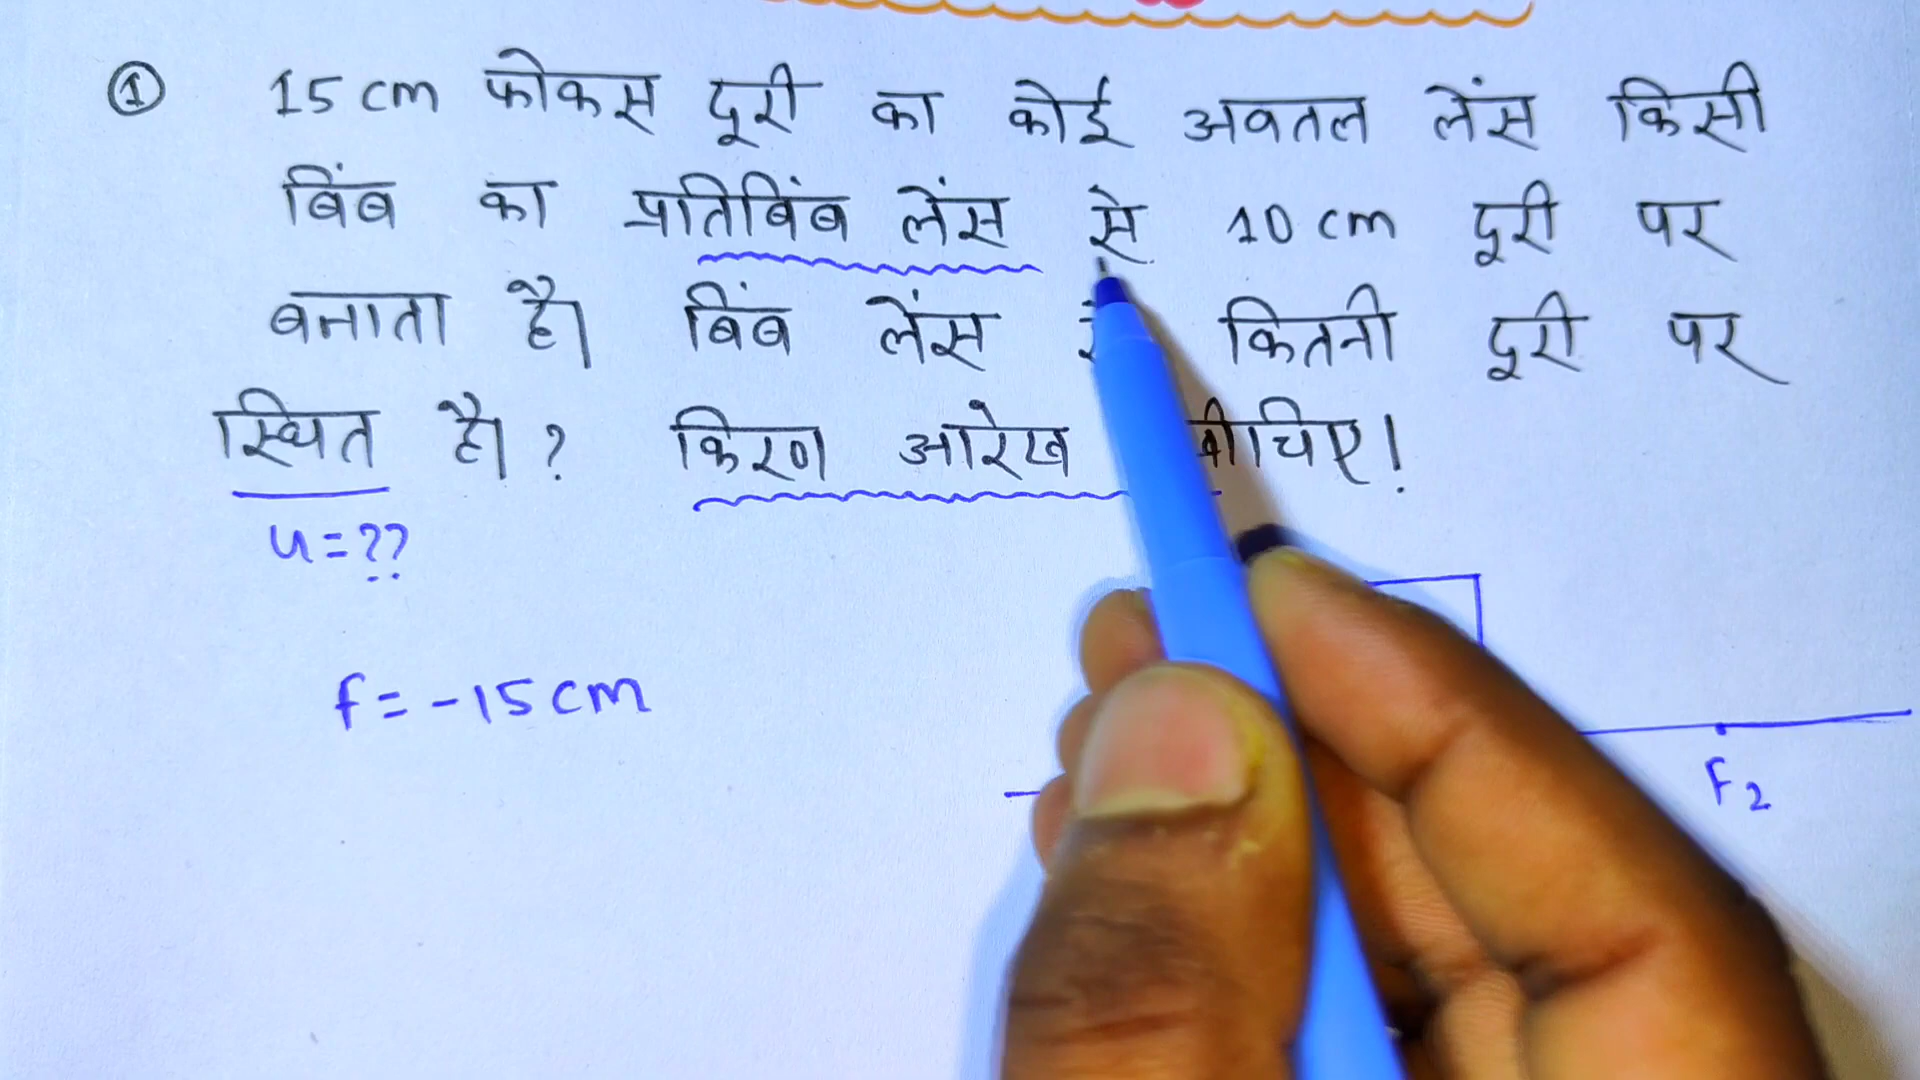 ① 15 cm फोकस दूरी का कोई अवतल लेंस किसी
बिंब का प्रतिबिंब लेंस से 10 cm दूरी पर
बनाता है। बिंब लेंस कितनी दूरी पर
स्थित है। ? किरण आरेख
u = ??
f = -15 cm
F2